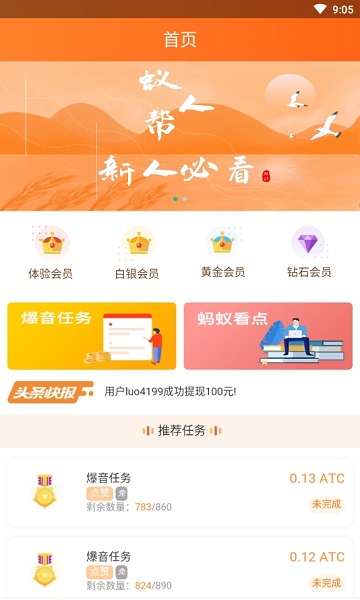 9:05
首页
蚁
人
帮
新人必看
体验会员
白银会员
黄金会员
钻石会员
爆音任务
蚂蚁看点
头条快报
用户luo4199成功提现100元!
推荐任务
爆音任务
0.13 ATC
点赞 免
剩余数量：783/860
未完成
爆音任务
0.12 ATC
点赞 免
剩余数量：824/890
未完成